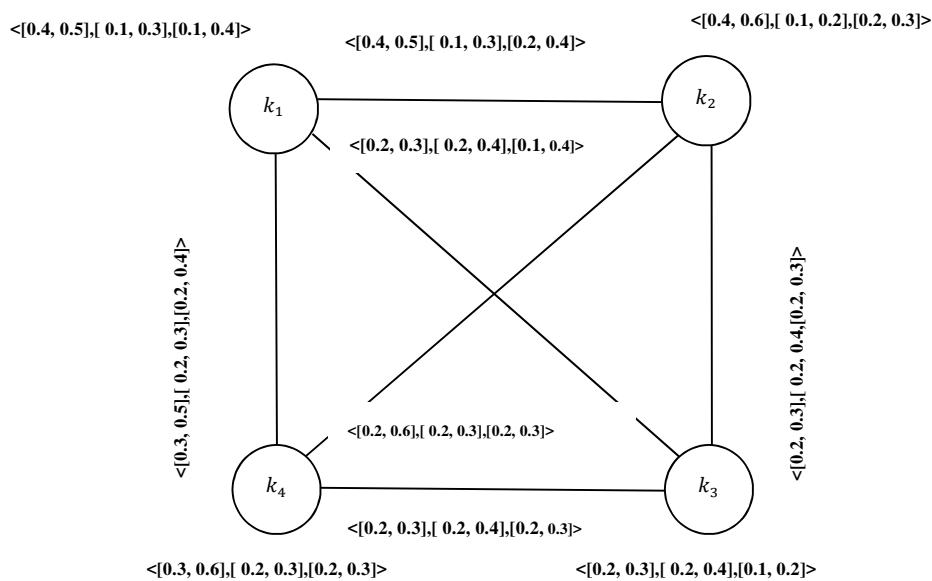 <[0.4, 0.6],[ 0.1, 0.2],[0.2, 0.3]>
<[0.4, 0.5],[ 0.1, 0.3],[0.1, 0.4]>
<[0.4, 0.5],[ 0.1, 0.3],[0.2, 0.4]>
k1
k2
<[0.2, 0.3],[ 0.2, 0.4],[0.1, 0.4]>
<[0.3, 0.5],[ 0.2, 0.3],[0.2, 0.4]>
<[0.2, 0.3],[ 0.2, 0.4,[0.2, 0.3]>
<[0.2, 0.6],[ 0.2, 0.3],[0.2, 0.3]>
k4
k3
<[0.2, 0.3],[ 0.2, 0.4],[0.2, 0.3]>
<[0.3, 0.6],[ 0.2, 0.3],[0.2, 0.3]>
<[0.2, 0.3],[ 0.2, 0.4],[0.1, 0.2]>